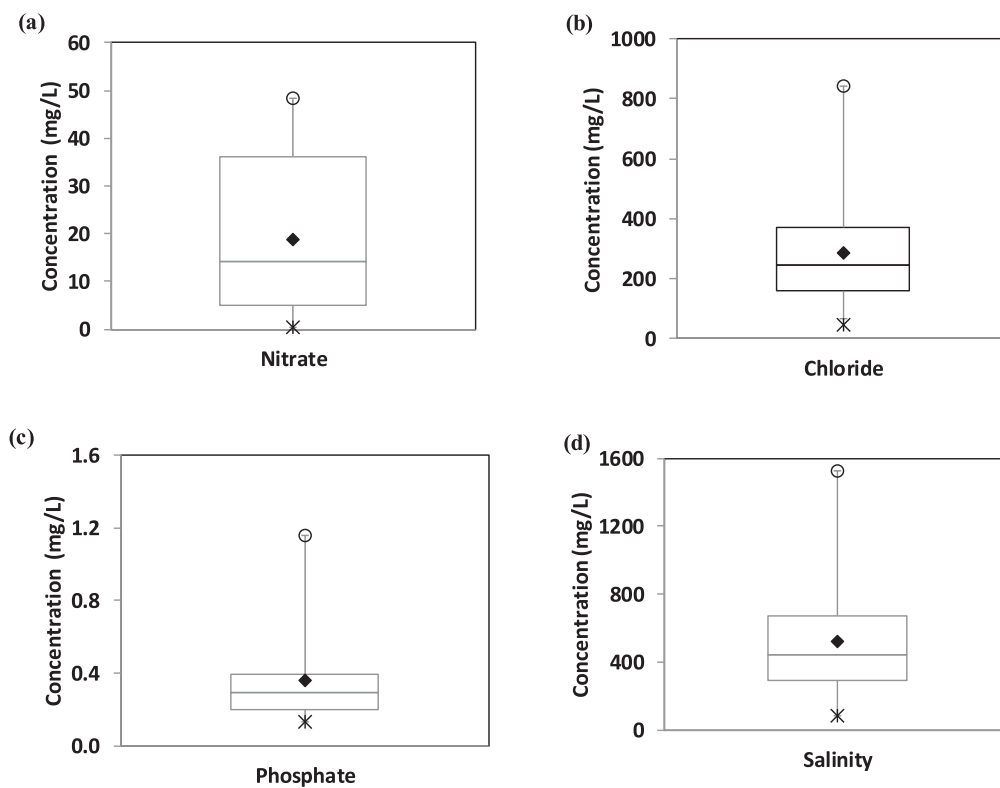 (a)
60
50
40
30
20
10
0
Concentration (mg/L)
Nitrate
(b)
1000
800
600
400
200
0
Concentration (mg/L)
Chloride
(c)
1.6
1.2
0.8
0.4
0.0
Concentration (mg/L)
Phosphate
(d)
1600
1200
800
400
0
Concentration (mg/L)
Salinity